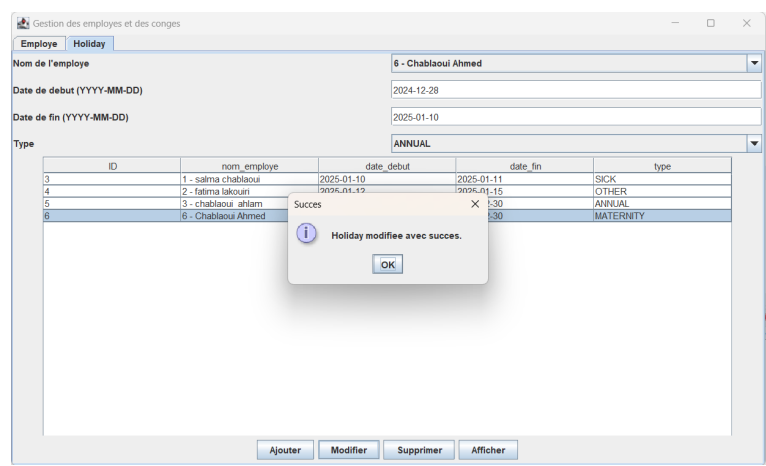 Gestion des employes et des conges
Employe Holiday
Nom de l'employe 6 - Chablaoui Ahmed
Date de debut (YYYY-MM-DD) 2024-12-28
Date de fin (YYYY-MM-DD) 2025-01-10
Type ANNUAL
ID nom_employe date_debut date_fin type
3 1 - salma chablaoui 2025-01-10 2025-01-11 SICK
4 2 - fatima lakouiri 2025-01-12 2025-01-15 OTHER
5 3 - chablaoui ahlam 2-30 ANNUAL
6 6 - Chablaoui Ahmed 2-30 MATERNITY
Succes
Holiday modifiee avec succes.
OK
Ajouter Modifier Supprimer Afficher